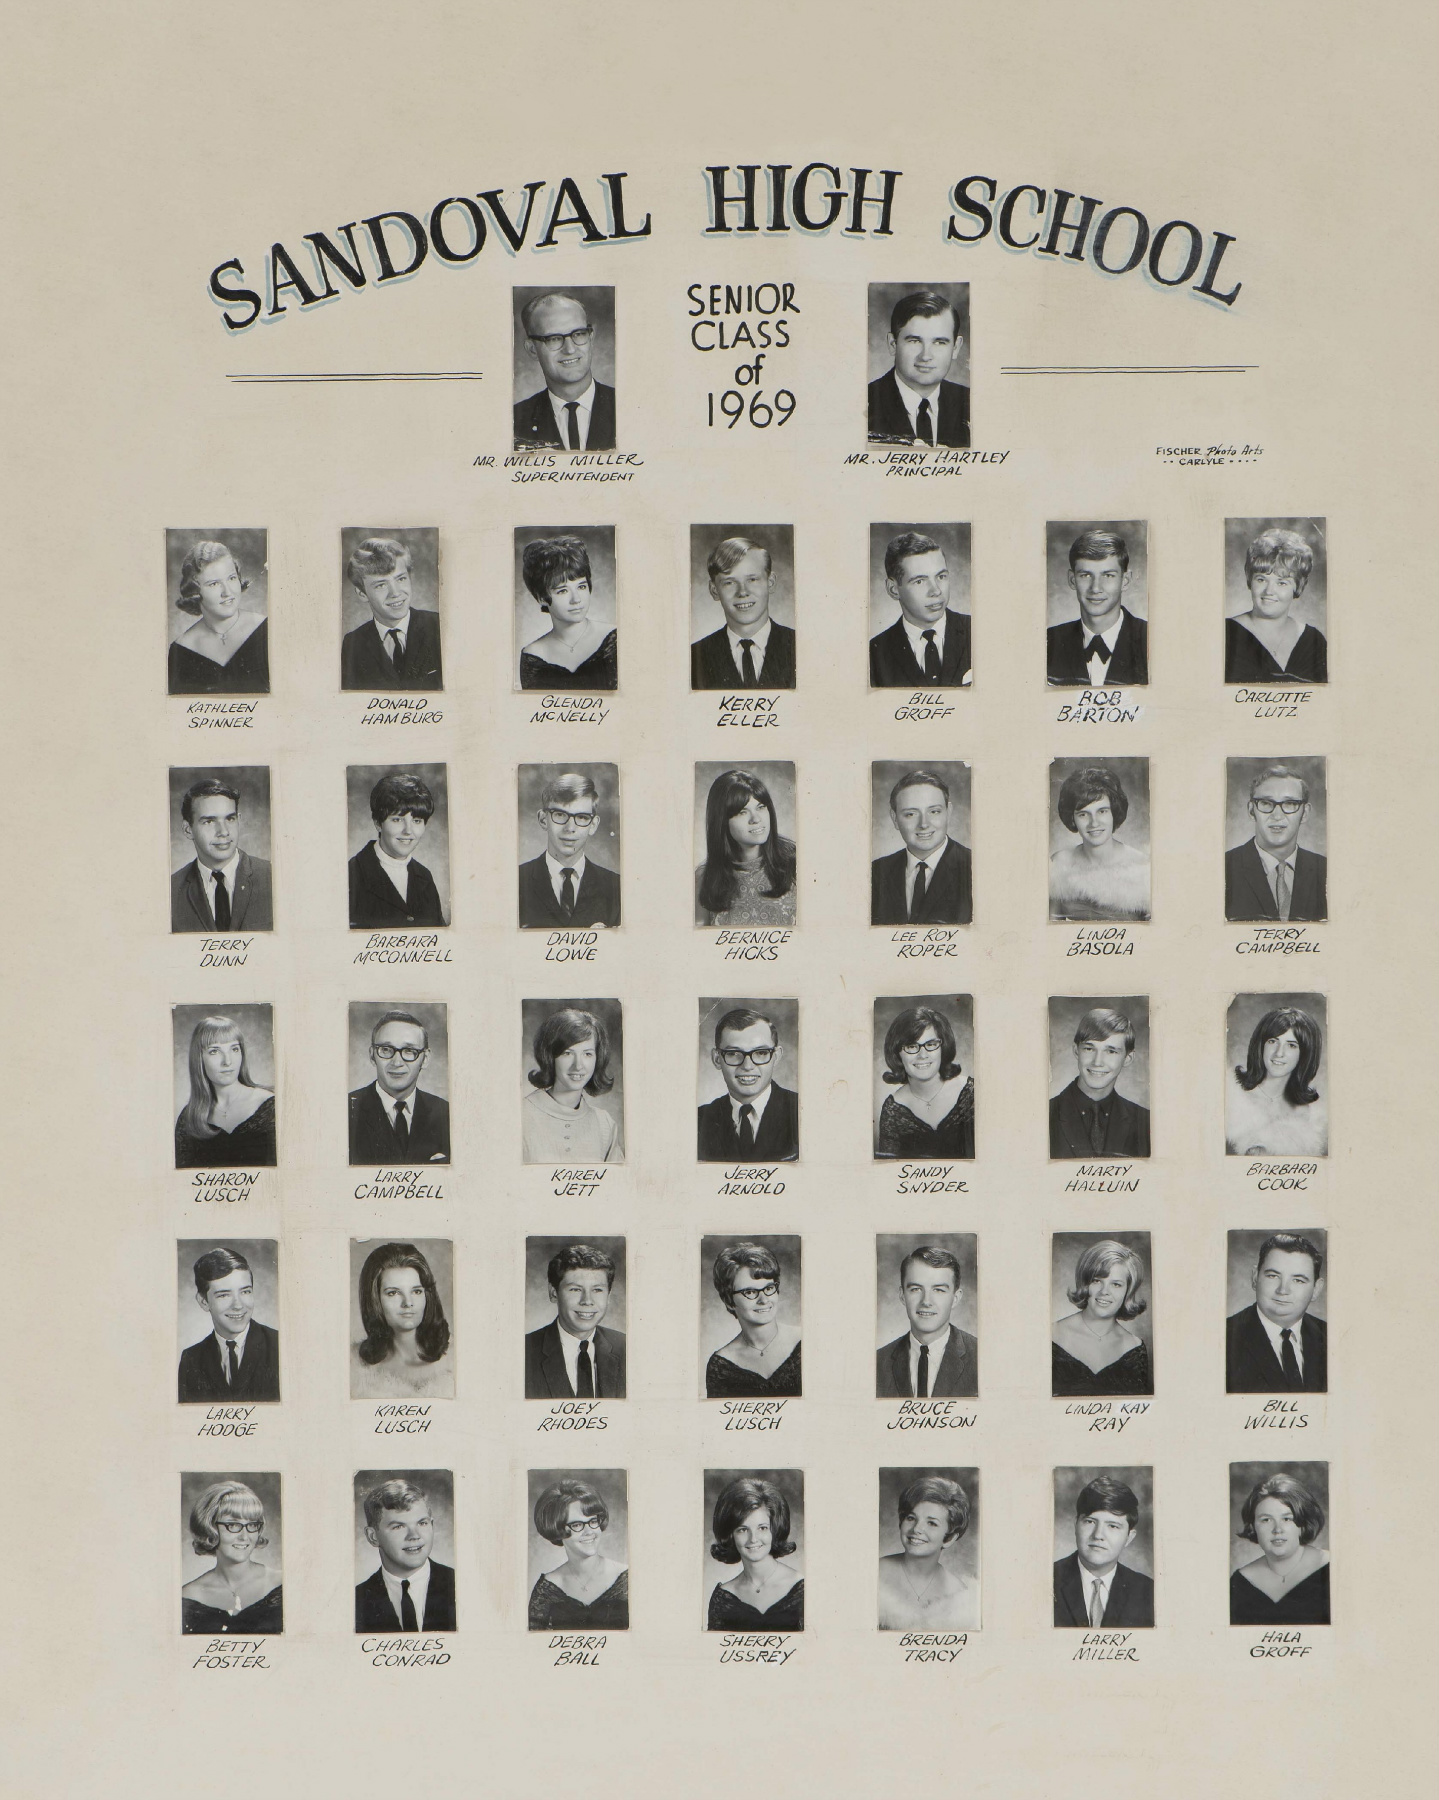 SANDOVAL HIGH SCHOOL
SENIOR
CLASS
of
1969
MR. WILLIS MILLER
SUPERINTENDENT
MR. JERRY HARTLEY
PRINCIPAL
FISCHER Photo Arts
-- CARLYLE ----
KATHLEEN
SPINNER
DONALD
HAMBURG
GLENDA
McNELLY
KERRY
ELLER
BILL
GROFF
BOB
BARTON
CARLOTTE
LUTZ
TERRY
DUNN
BARBARA
McCONNELL
DAVID
LOWE
BERNICE
HICKS
LEE ROY
ROPER
LINDA
BASOLA
TERRY
CAMPBELL
SHARON
LUSCH
LARRY
CAMPBELL
KAREN
JETT
JERRY
ARNOLD
SANDY
SNYDER
MARTY
HALLUIN
BARBARA
COOK
LARRY
HODGE
KAREN
LUSCH
JOEY
RHODES
SHERRY
LUSCH
BRUCE
JOHNSON
LINDA KAY
RAY
BILL
WILLIS
BETTY
FOSTER
CHARLES
CONRAD
DEBRA
BALL
SHERRY
USSREY
BRENDA
TRACY
LARRY
MILLER
HALA
GROFF